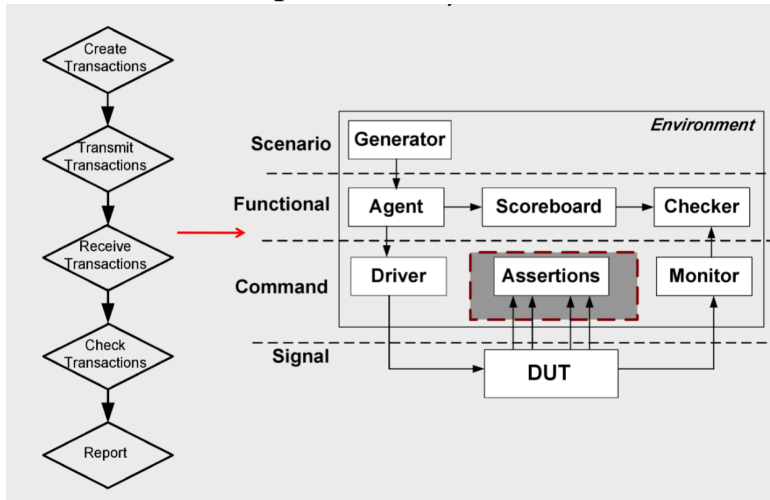 Create
Transactions
Transmit
Transactions
Receive
Transactions
Check
Transactions
Report
Environment
Scenario
Generator
Functional
Agent
Scoreboard
Checker
Command
Driver
Assertions
Monitor
Signal
DUT